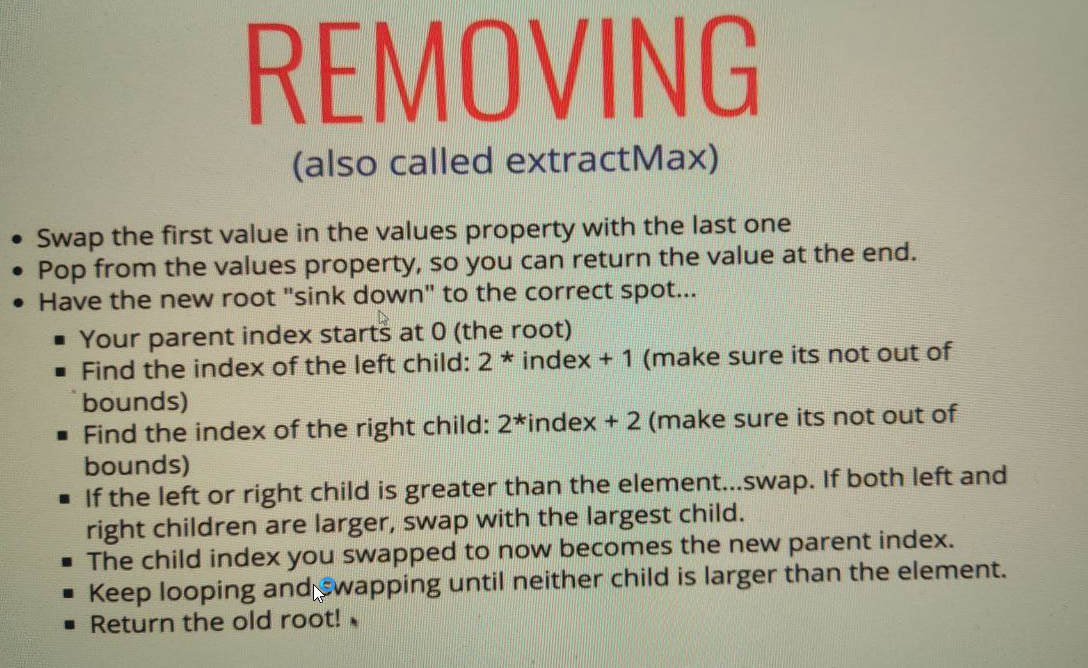 REMOVING
(also called extractMax)
• Swap the first value in the values property with the last one
• Pop from the values property, so you can return the value at the end.
• Have the new root "sink down" to the correct spot...
▪ Your parent index starts at 0 (the root)
▪ Find the index of the left child: 2 * index + 1 (make sure its not out of
bounds)
▪ Find the index of the right child: 2*index + 2 (make sure its not out of
bounds)
▪ If the left or right child is greater than the element...swap. If both left and
right children are larger, swap with the largest child.
▪ The child index you swapped to now becomes the new parent index.
▪ Keep looping and swapping until neither child is larger than the element.
▪ Return the old root!